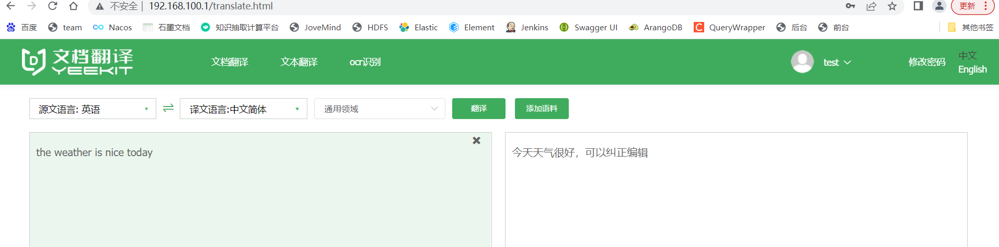 不安全 192.168.100.1/translate.html 更新
百度 team Nacos 石墨文档 知识抽取计算平台 JoveMind HDFS Elastic Element Jenkins Swagger UI ArangoDB QueryWrapper 后台 前台 其他书签
文档翻译
YEEKIT
文档翻译 文本翻译 ocr识别 test 修改密码
中文
English
源文语言: 英语 译文语言:中文简体 通用领域 翻译 添加语料
the weather is nice today
今天天气很好，可以纠正编辑